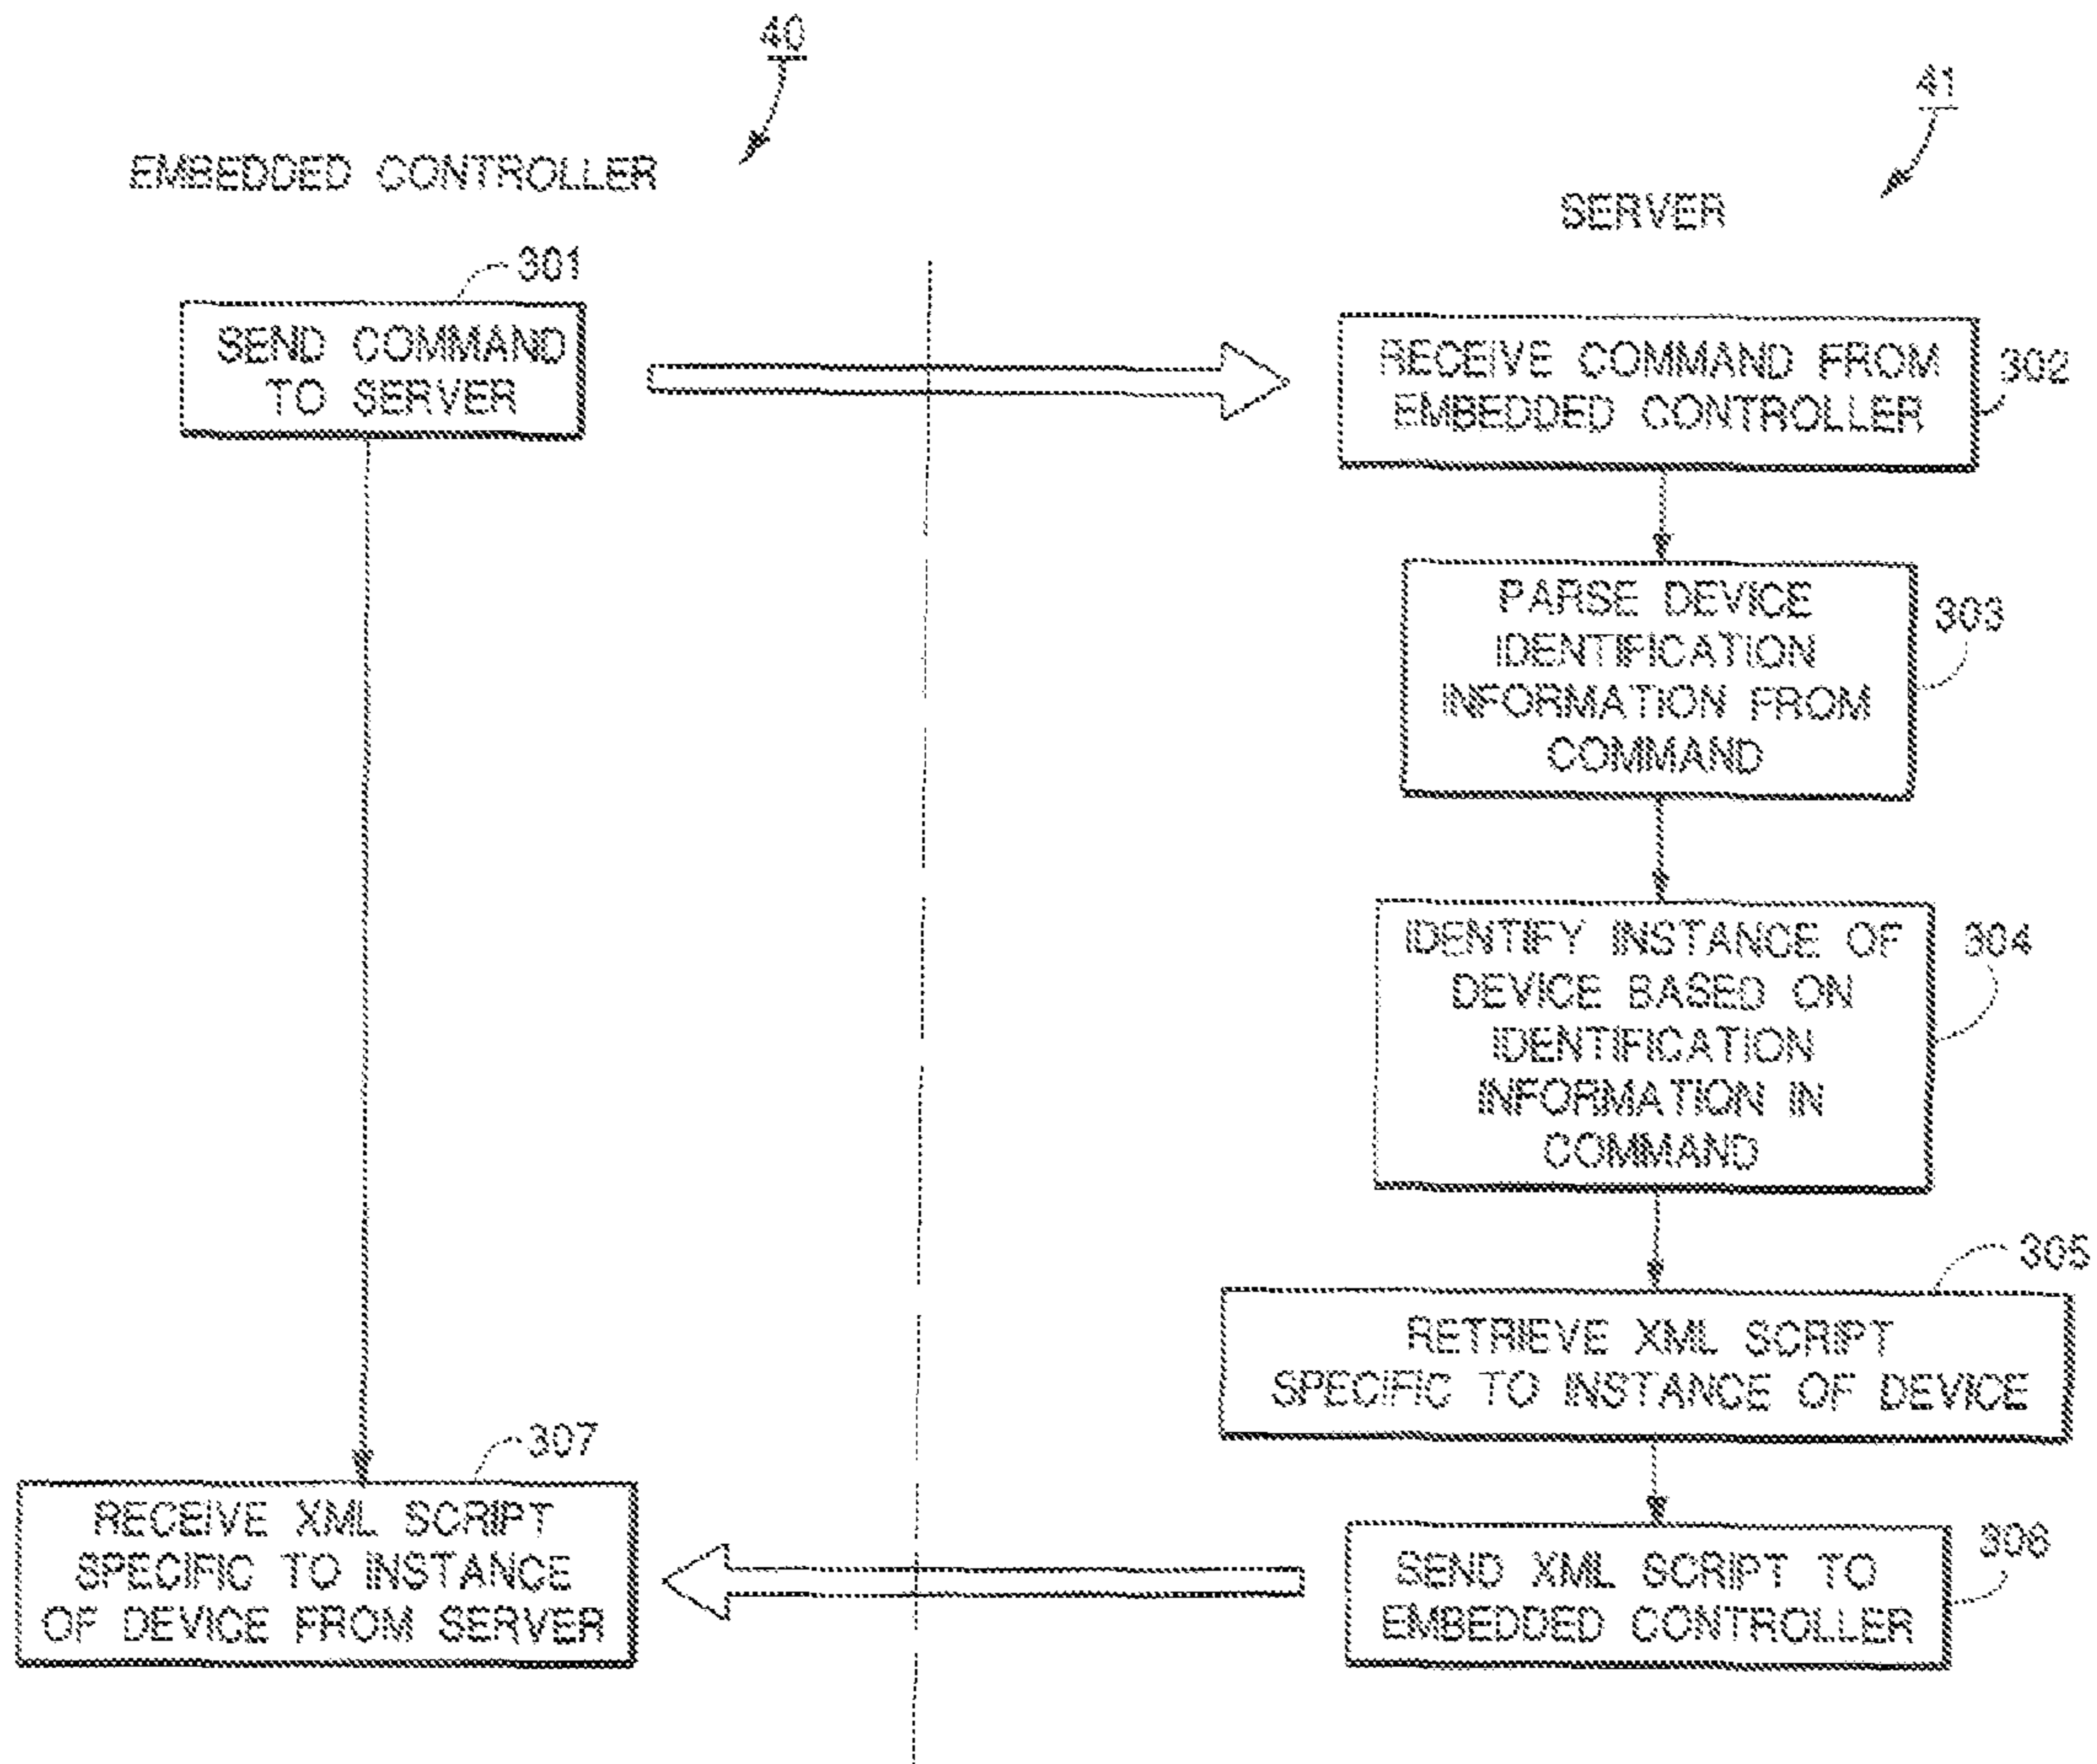 40
41
EMBEDDED CONTROLLER
SERVER
301
SEND COMMAND
TO SERVER
RECEIVE COMMAND FROM
EMBEDDED CONTROLLER
302
PARSE DEVICE
IDENTIFICATION
INFORMATION FROM
COMMAND
303
IDENTIFY INSTANCE OF
DEVICE BASED ON
IDENTIFICATION
INFORMATION IN
COMMAND
304
305
RETRIEVE XML SCRIPT
SPECIFIC TO INSTANCE OF DEVICE
307
RECEIVE XML SCRIPT
SPECIFIC TO INSTANCE
OF DEVICE FROM SERVER
SEND XML SCRIPT TO
EMBEDDED CONTROLLER
306